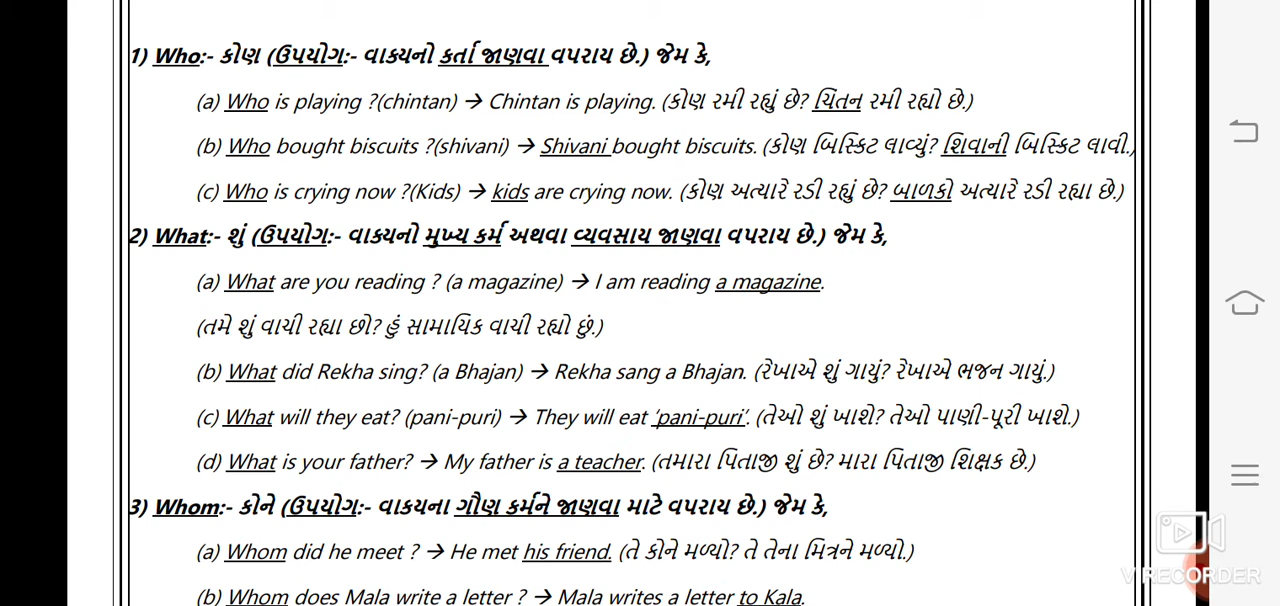 1) Who:- કોણ (ઉપયોગ:- વાક્યનો કર્તા જાણવા વપરાય છે.) જેમ કે,
(a) Who is playing ?(chintan) → Chintan is playing. (કોણ રમી રહ્યું છે? ચિંતન રમી રહ્યો છે.)
(b) Who bought biscuits ?(shivani) → Shivani bought biscuits. (કોણ બિસ્કિટ લાવ્યું? શિવાની બિસ્કિટ લાવી.)
(c) Who is crying now ?(Kids) → kids are crying now. (કોણ અત્યારે રડી રહ્યું છે? બાળકો અત્યારે રડી રહ્યા છે.)
2) What:- શું (ઉપયોગ:- વાક્યનો મુખ્ય કર્મ અથવા વ્યવસાય જાણવા વપરાય છે.) જેમ કે,
(a) What are you reading ? (a magazine) → I am reading a magazine.
(તમે શું વાચી રહ્યા છો? હું સામાયિક વાચી રહ્યો છું.)
(b) What did Rekha sing? (a Bhajan) → Rekha sang a Bhajan. (રેખાએ શું ગાયું? રેખાએ ભજન ગાયું.)
(c) What will they eat? (pani-puri) → They will eat ‘pani-puri’. (તેઓ શું ખાશે? તેઓ પાણી-પૂરી ખાશે.)
(d) What is your father? → My father is a teacher. (તમારા પિતાજી શું છે? મારા પિતાજી શિક્ષક છે.)
3) Whom:- કોને (ઉપયોગ:- વાક્યના ગૌણ કર્મને જાણવા માટે વપરાય છે.) જેમ કે,
(a) Whom did he meet ? → He met his friend. (તે કોને મળ્યો? તે તેના મિત્રને મળ્યો.)
(b) Whom does Mala write a letter ? → Mala writes a letter to Kala.
VIRECORDER